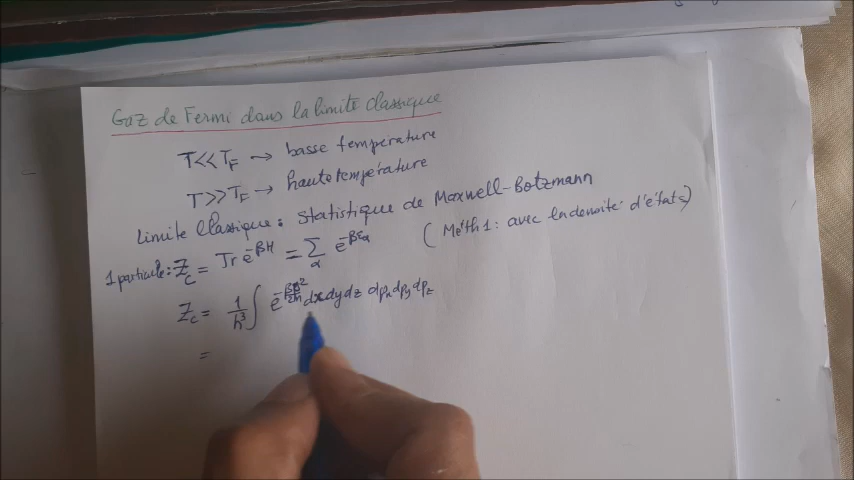 Gaz de Fermi dans la limite classique
T<<T_F → basse température
T>>T_F → haute température
Limite Classique : Statistique de Maxwell-Botzmann
1 particule : Z_C = Tr e^{-βH} = ∑_α e^{-βε_α} ( Méth 1 : avec la densité d'états)
Z_C = 1/h³ ∫ e^{-βp²/2m} dx dy dz dp_x dp_y dp_z
=